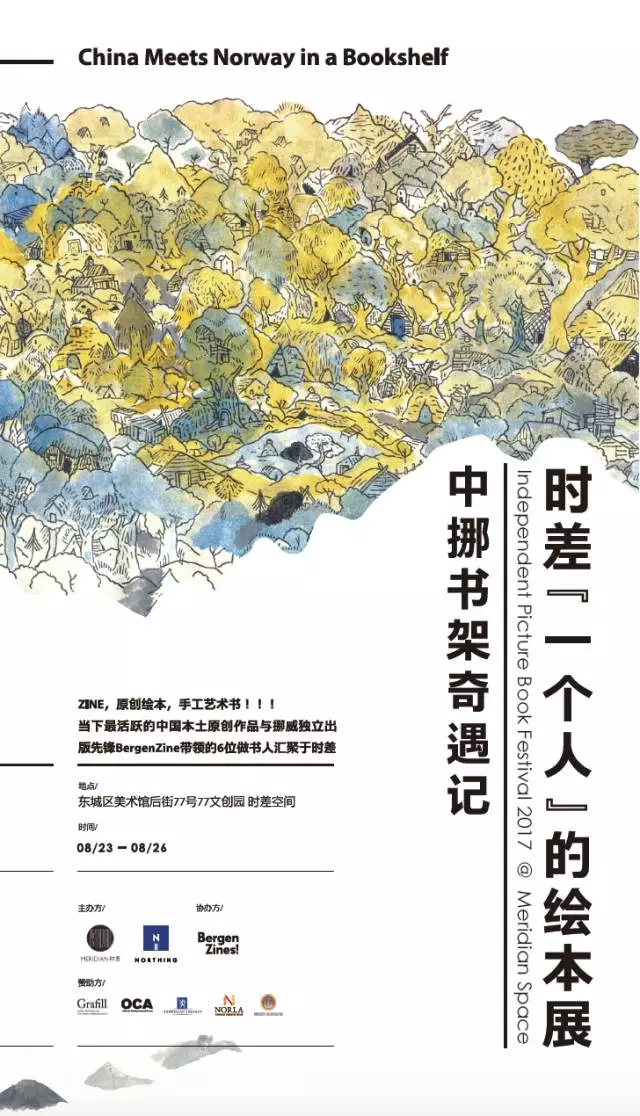 China Meets Norway in a Bookshelf
时差『一个人』的绘本展
Independent Picture Book Festival 2017 @ Meridian Space
中挪书架奇遇记
ZINE，原创绘本，手工艺术书！！！
当下最活跃的中国本土原创作品与挪威独立出
版先锋BergenZine带领的6位做书人汇聚于时差
地点/
东城区美术馆后街77号77文创园 时差空间
时间/
08/23 — 08/26
主办方/
协办方/
MERIDIAN 时差
N
NORTHING
Bergen
Zines!
赞助方/
Grafill
OCA
NORLA